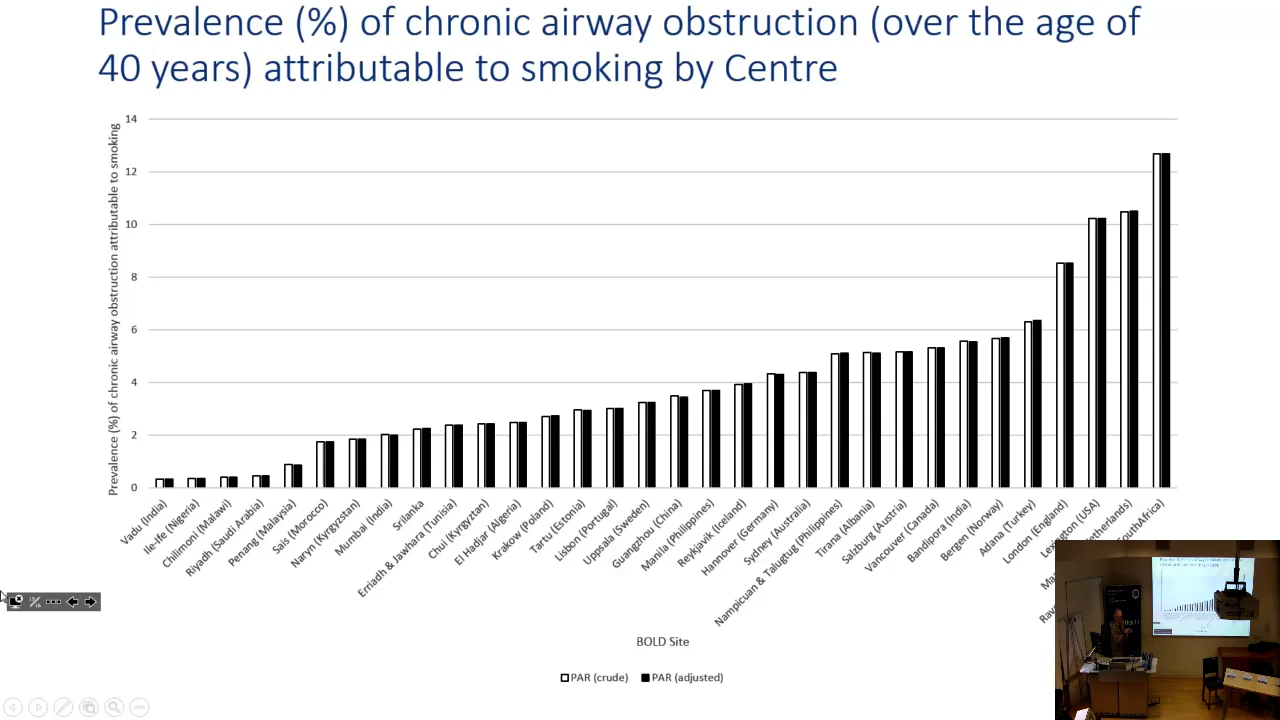 Prevalence (%) of chronic airway obstruction (over the age of
40 years) attributable to smoking by Centre
Prevalence (%) of chronic airway obstruction attributable to smoking
14
12
10
8
6
4
2
0
Vadu (India)
Ile-Ife (Nigeria)
Chilimoni (Malawi)
Riyadh (Saudi Arabia)
Penang (Malaysia)
Sais (Morocco)
Naryn (Kyrgyzstan)
Mumbai (India)
Srilanka
Erriadh & Jawhara (Tunisia)
Chui (Kyrgyztan)
El Hadjar (Algeria)
Krakow (Poland)
Tartu (Estonia)
Lisbon (Portugal)
Uppsala (Sweden)
Guangzhou (China)
Manila (Philippines)
Reykjavik (Iceland)
Hannover (Germany)
Sydney (Australia)
Nampicuan & Talugtug (Philippines)
Tirana (Albania)
Salzburg (Austria)
Vancouver (Canada)
Bandipora (India)
Bergen (Norway)
Adana (Turkey)
London (England)
Lexington (USA)
BOLD Site
PAR (crude)
PAR (adjusted)